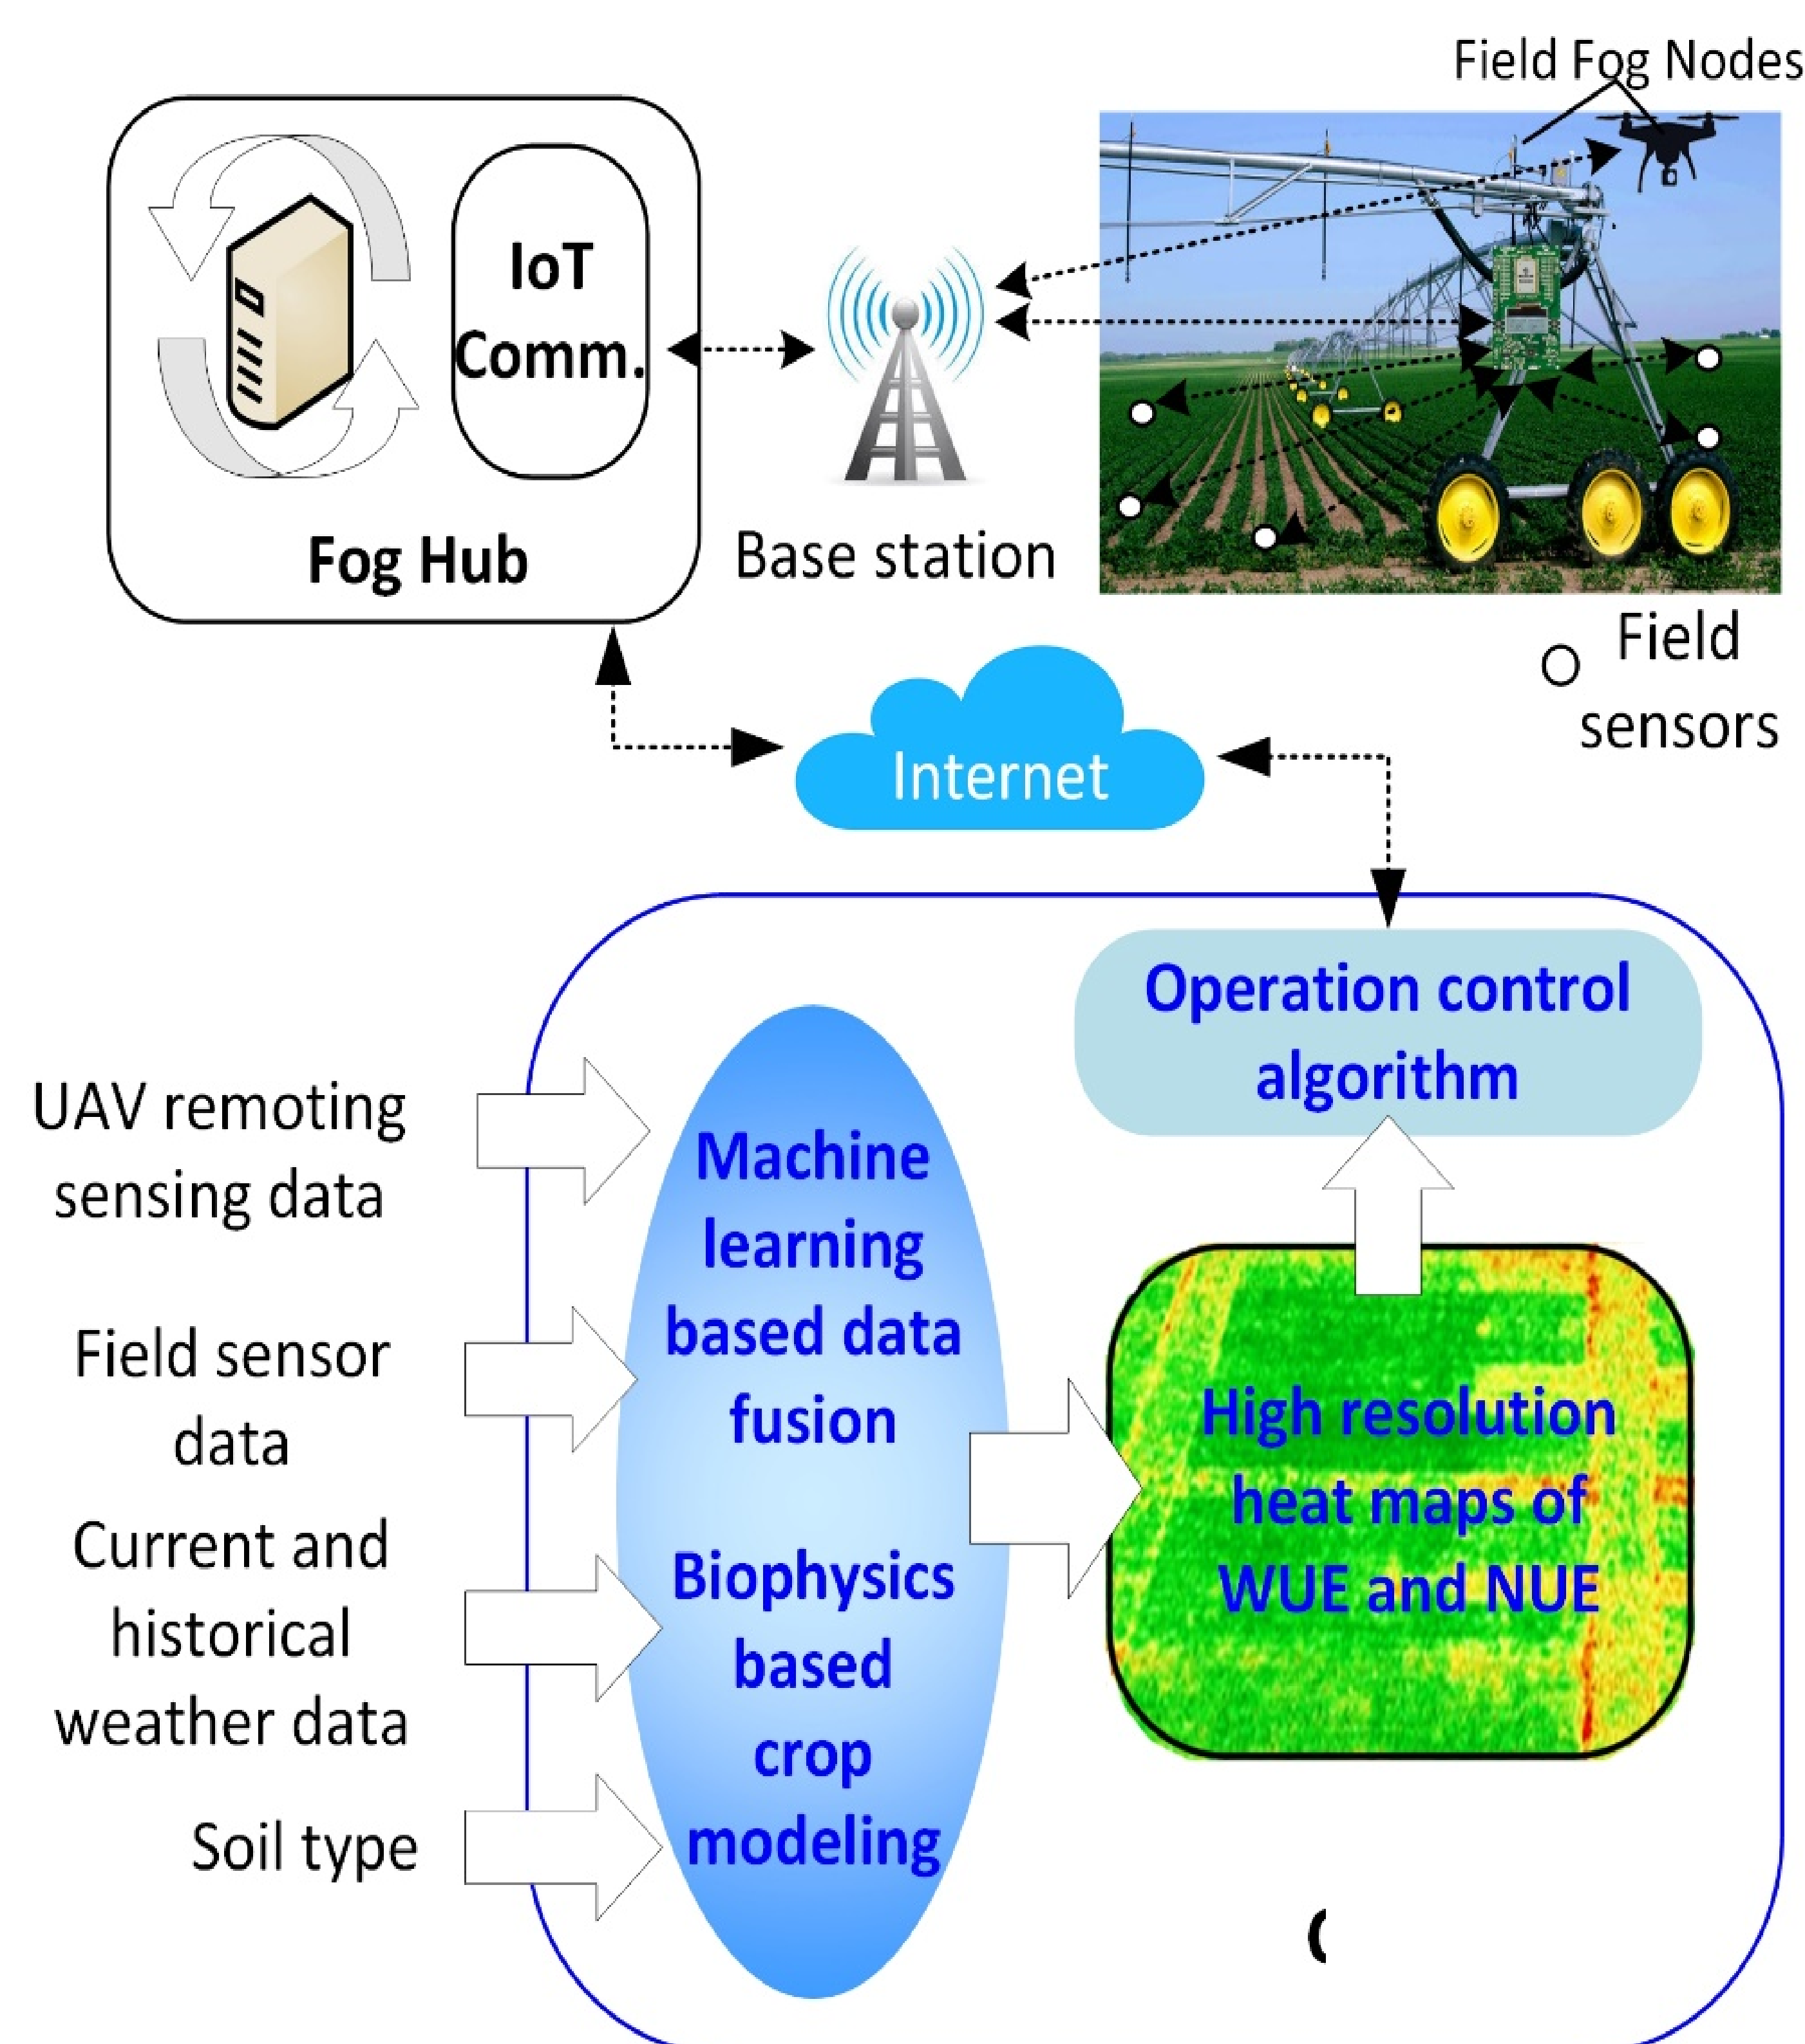 Field Fog Nodes
IoT
Comm.
Fog Hub
Base station
Field
sensors
Internet
Operation control
algorithm
UAV remoting
sensing data
Field sensor
data
Current and
historical
weather data
Soil type
Machine
learning
based data
fusion
Biophysics
based
crop
modeling
High resolution
heat maps of
WUE and NUE
(